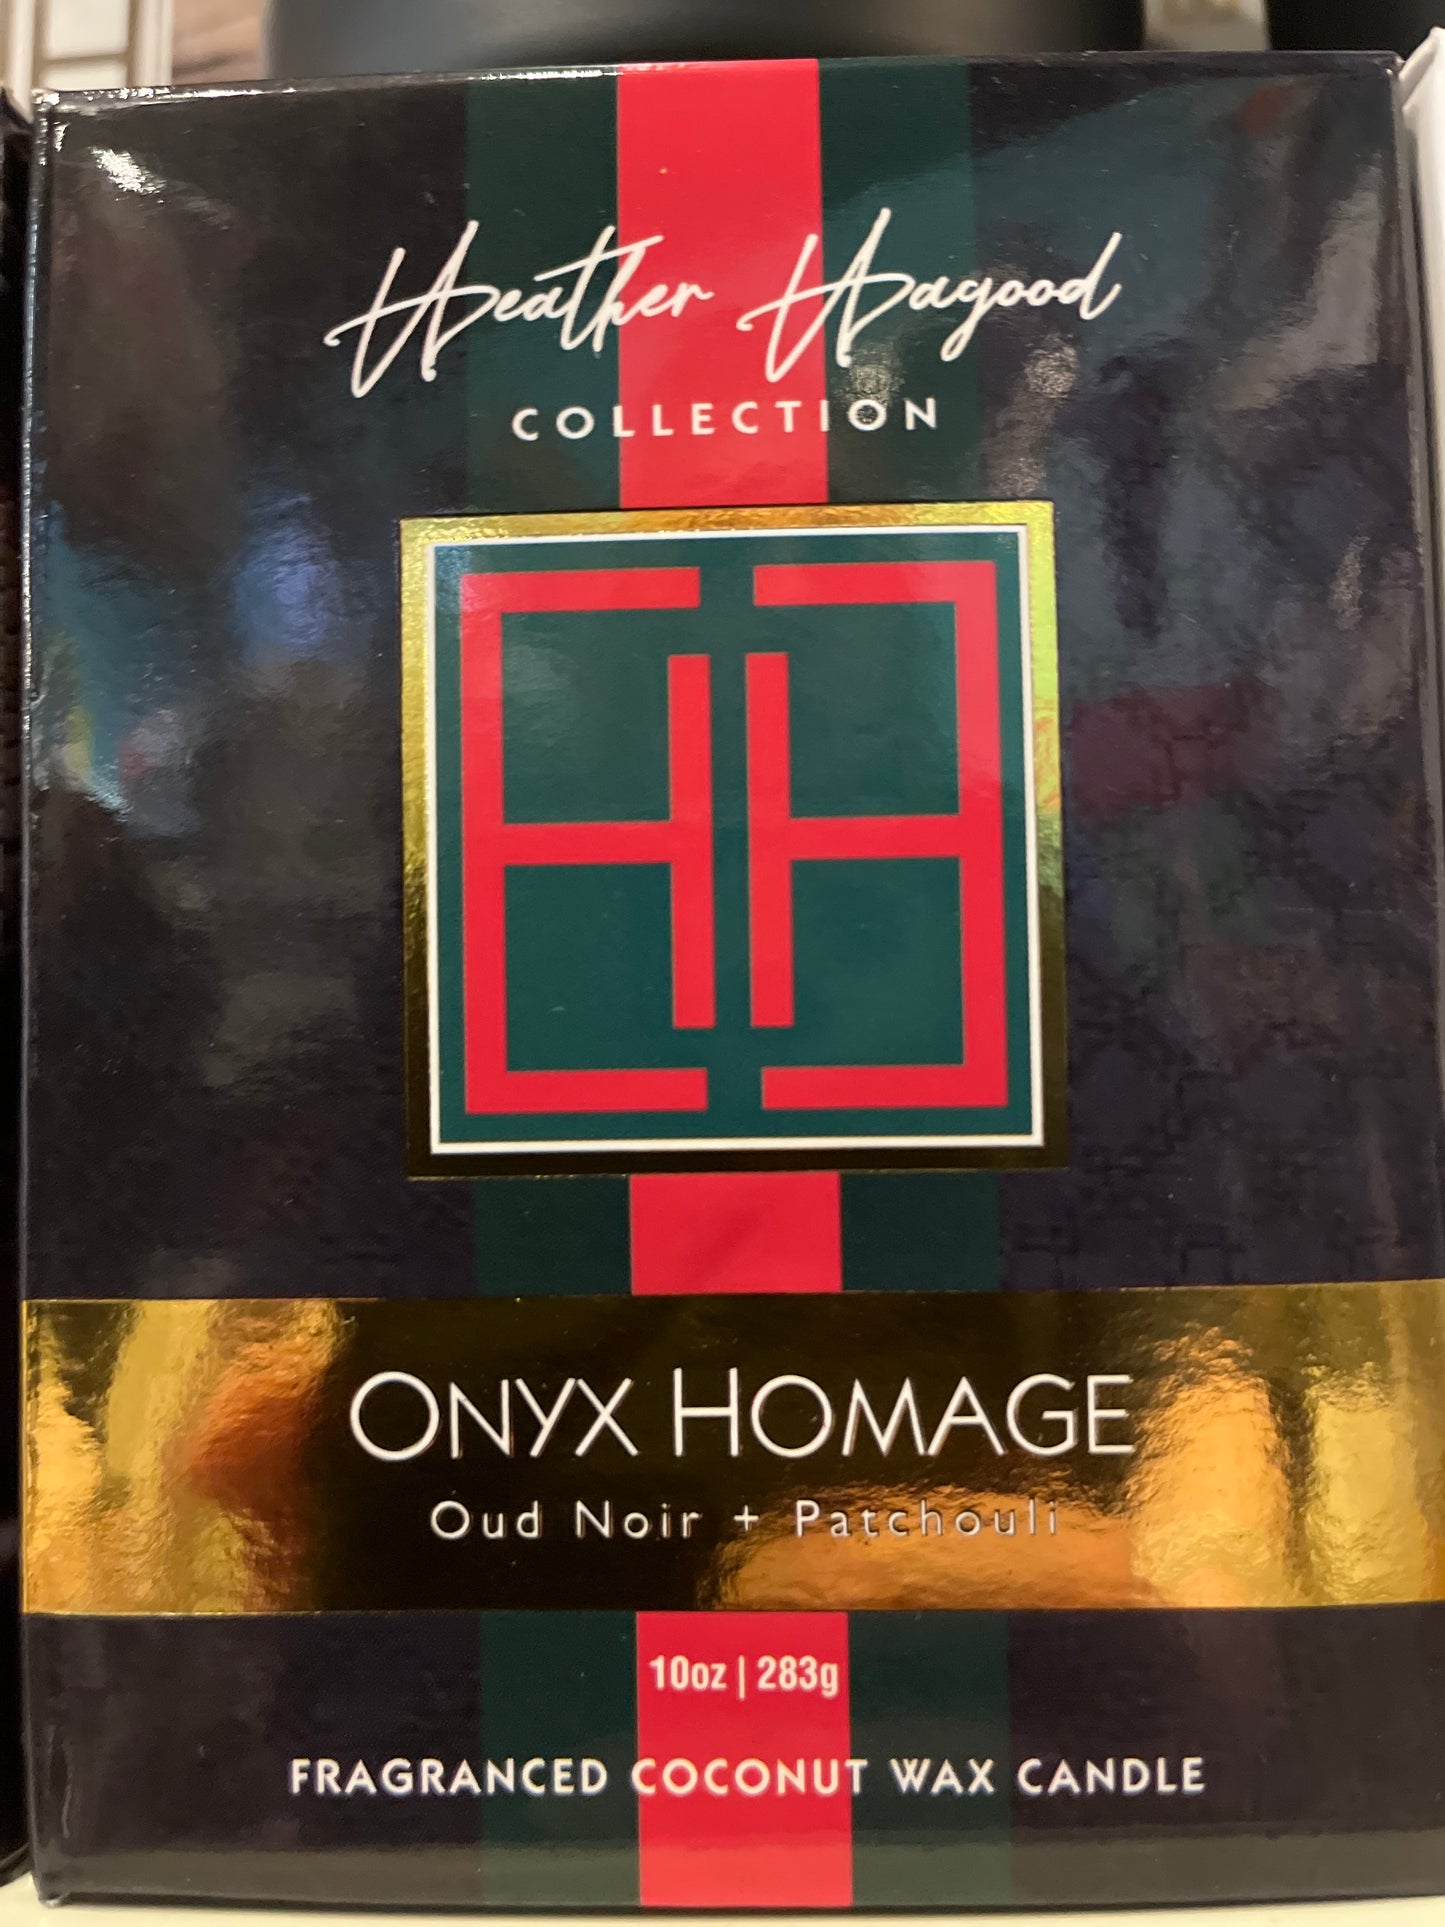 Heather Hagood
COLLECTION
ONYX HOMAGE
Oud Noir + Patchouli
10oz | 283g
FRAGRANCED COCONUT WAX CANDLE